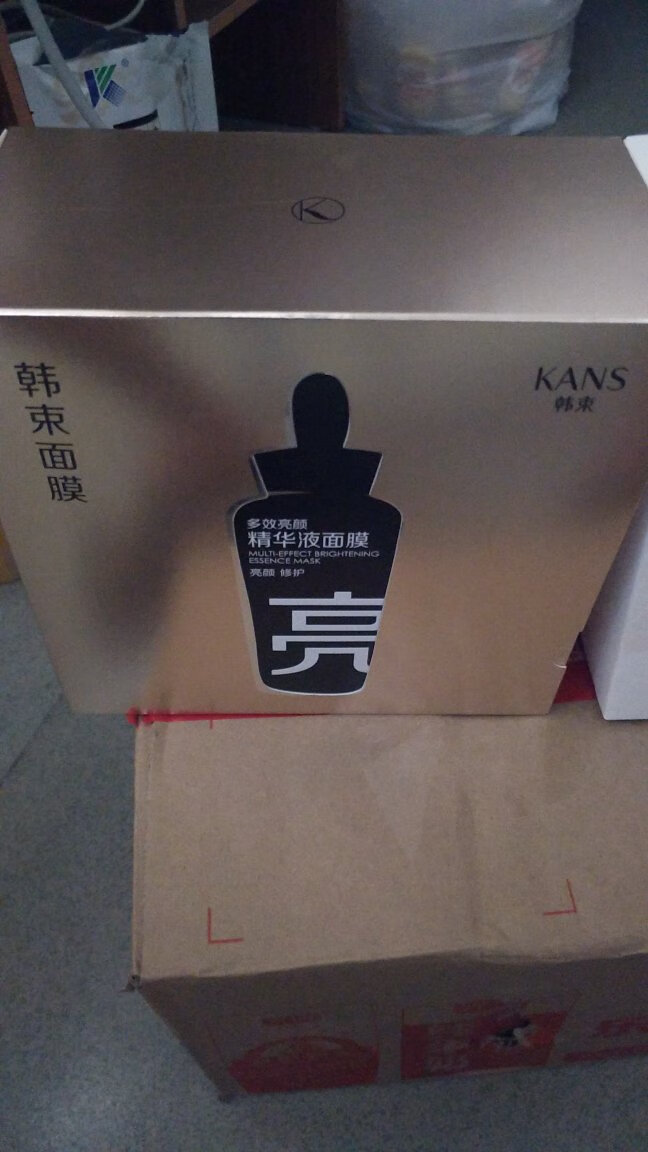 K
韩束面膜
KANS
韩束
多效亮颜
精华液面膜
MULTI-EFFECT BRIGHTENING
ESSENCE MASK
亮颜 修护
亮